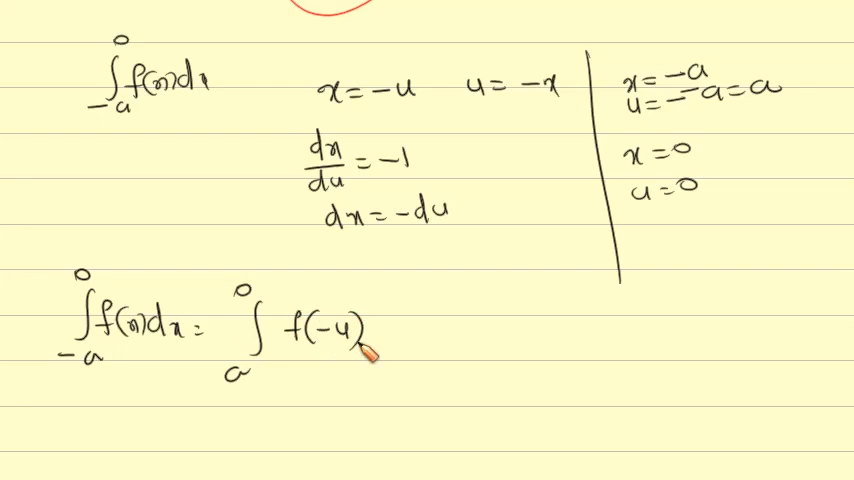 ∫_{-a}^{0} f(x)dx
x = -u    u = -x
dx/du = -1
dx = -du
x = -a
u = --a = a
x = 0
u = 0
∫_{-a}^{0} f(x)dx = ∫_{a}^{0} f(-u)